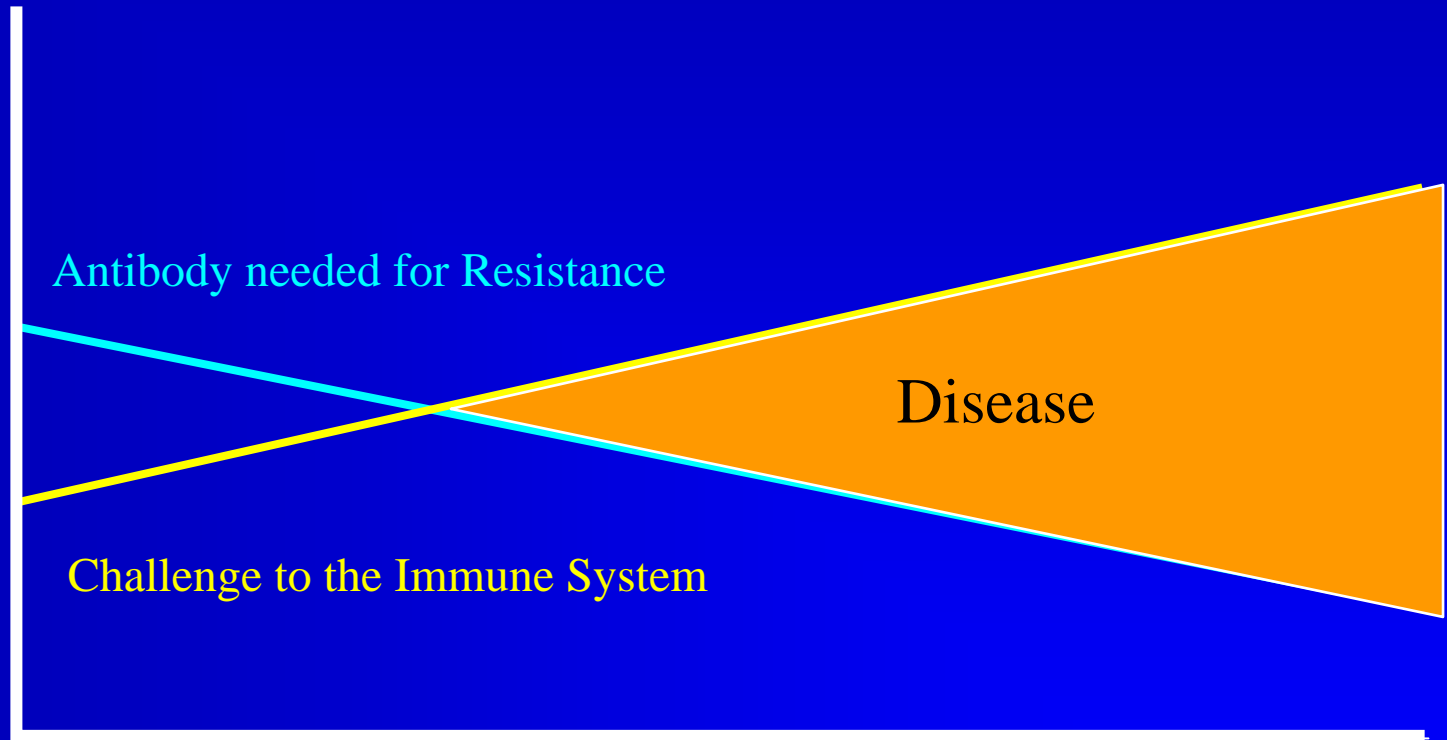 Antibody needed for Resistance
Disease
Challenge to the Immune System